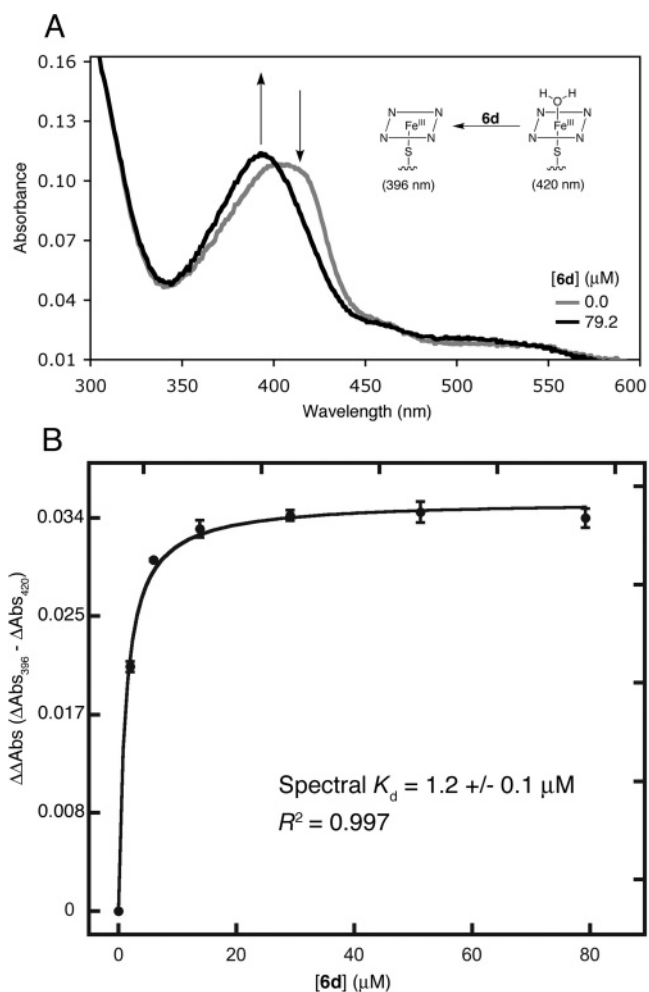 A
0.16
0.13
0.10
0.07
0.04
0.01
Absorbance
300
350
400
450
500
550
600
Wavelength (nm)
H H
O
N N
Fe^III
N N
S
(396 nm)
6d
N N
Fe^III
N N
S
(420 nm)
[6d] (μM)
0.0
79.2
B
0.034
0.025
0.017
0.008
0
ΔΔAbs (ΔAbs₃₉₆ - ΔAbs₄₂₀)
Spectral K_d = 1.2 +/- 0.1 μM
R² = 0.997
0
20
40
60
80
[6d] (μM)